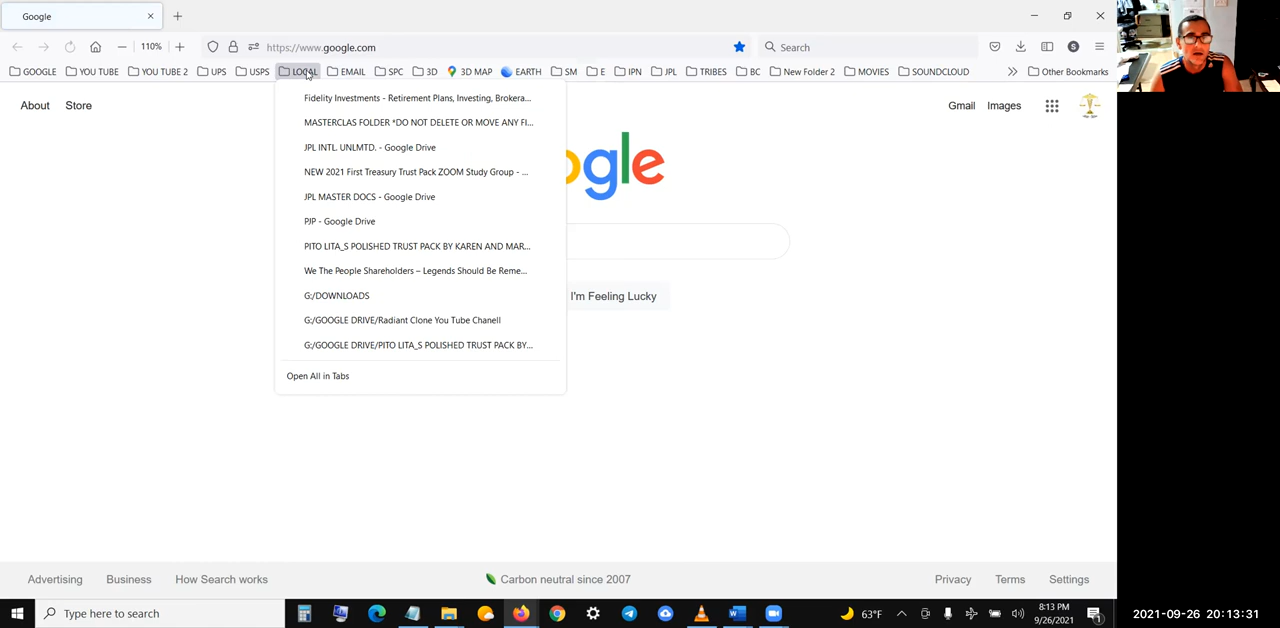 Google
110%
https://www.google.com
Search
GOOGLE YOU TUBE YOU TUBE 2 UPS USPS LOCAL EMAIL SPC 3D 3D MAP EARTH SM E IPN JPL TRIBES BC New Folder 2 MOVIES SOUNDCLOUD Other Bookmarks
About Store
Gmail Images
Fidelity Investments - Retirement Plans, Investing, Brokera...
MASTERCLAS FOLDER *DO NOT DELETE OR MOVE ANY FI...
JPL INTL. UNLMTD. - Google Drive
NEW 2021 First Treasury Trust Pack ZOOM Study Group - ...
JPL MASTER DOCS - Google Drive
PJP - Google Drive
PITO LITA_S POLISHED TRUST PACK BY KAREN AND MAR...
We The People Shareholders – Legends Should Be Reme...
G:/DOWNLOADS
G:/GOOGLE DRIVE/Radiant Clone You Tube Chanell
G:/GOOGLE DRIVE/PITO LITA_S POLISHED TRUST PACK BY...
Open All in Tabs
ogle
I'm Feeling Lucky
Carbon neutral since 2007
Advertising Business How Search works
Privacy Terms Settings
Type here to search
63°F
8:13 PM
9/26/2021
1
2021-09-26 20:13:31